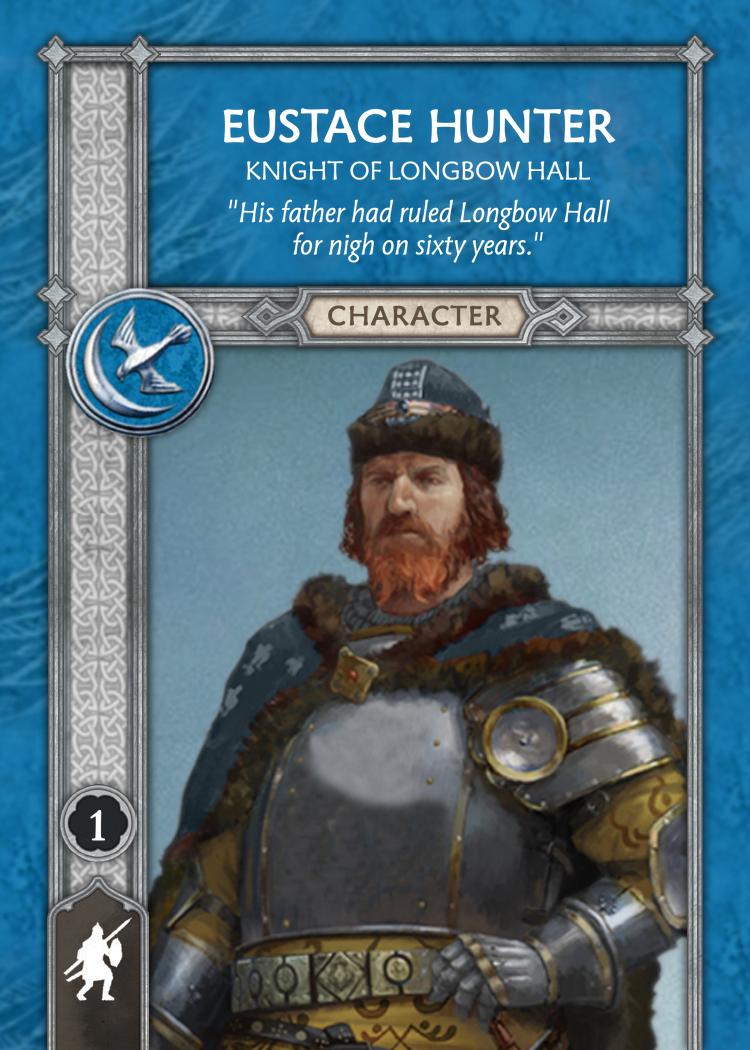 EUSTACE HUNTER
KNIGHT OF LONGBOW HALL
"His father had ruled Longbow Hall
for nigh on sixty years."
CHARACTER
1